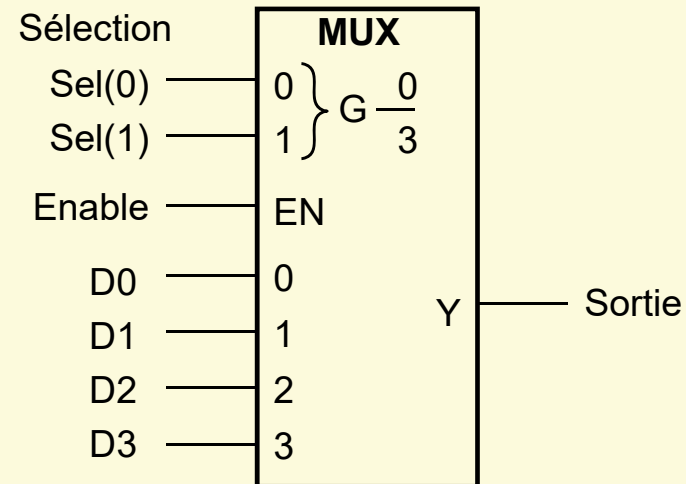 Sélection
MUX
Sel(0) 0 0
G
Sel(1) 1 3
Enable EN
D0 0
Y Sortie
D1 1
D2 2
D3 3